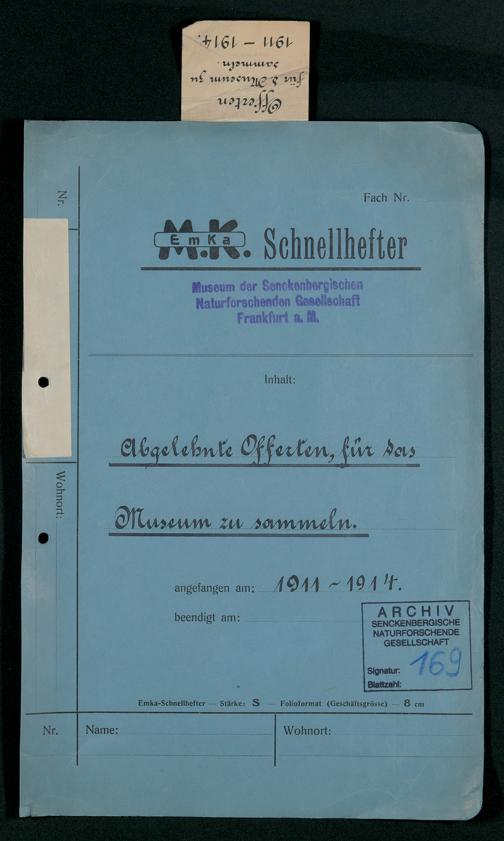 Offerten
für d Museum zu
sammeln.
1911 – 1914.
Nr.
Fach Nr.
M.K.
EmKa
Schnellhefter
Museum der Senckenbergischen
Naturforschenden Gesellschaft
Frankfurt a. M.
Inhalt:
Abgelehnte Offerten, für das
Museum zu sammeln.
Wohnort:
angefangen am: 1911 – 1914.
beendigt am:
ARCHIV
SENCKENBERGISCHE
NATURFORSCHENDE
GESELLSCHAFT
Signatur: 169
Blattzahl:
Emka-Schnellhefter — Stärke: S — Folioformat (Geschäftsgrösse) — 8 cm
Nr.
Name:
Wohnort: